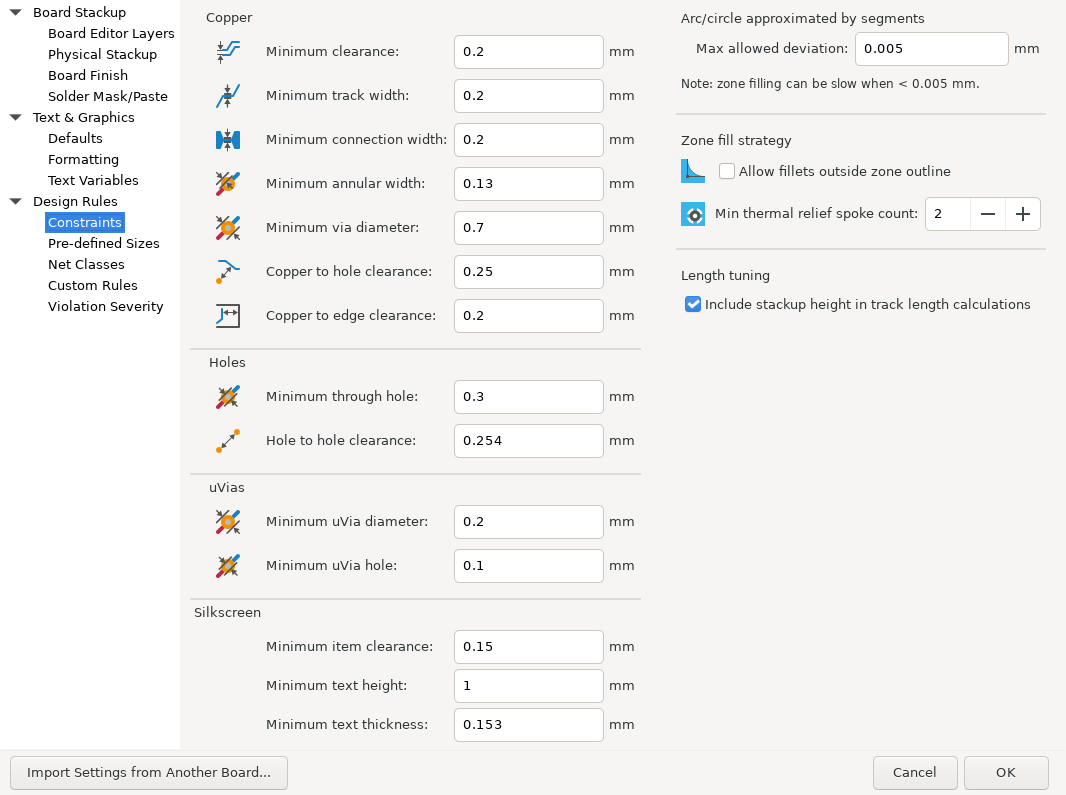 Board Stackup
Board Editor Layers
Physical Stackup
Board Finish
Solder Mask/Paste
Text & Graphics
Defaults
Formatting
Text Variables
Design Rules
Constraints
Pre-defined Sizes
Net Classes
Custom Rules
Violation Severity
Copper
Minimum clearance: 0.2 mm
Minimum track width: 0.2 mm
Minimum connection width: 0.2 mm
Minimum annular width: 0.13 mm
Minimum via diameter: 0.7 mm
Copper to hole clearance: 0.25 mm
Copper to edge clearance: 0.2 mm
Holes
Minimum through hole: 0.3 mm
Hole to hole clearance: 0.254 mm
uVias
Minimum uVia diameter: 0.2 mm
Minimum uVia hole: 0.1 mm
Silkscreen
Minimum item clearance: 0.15 mm
Minimum text height: 1 mm
Minimum text thickness: 0.153 mm
Arc/circle approximated by segments
Max allowed deviation: 0.005 mm
Note: zone filling can be slow when < 0.005 mm.
Zone fill strategy
Allow fillets outside zone outline
Min thermal relief spoke count: 2 − +
Length tuning
Include stackup height in track length calculations
Import Settings from Another Board... Cancel OK